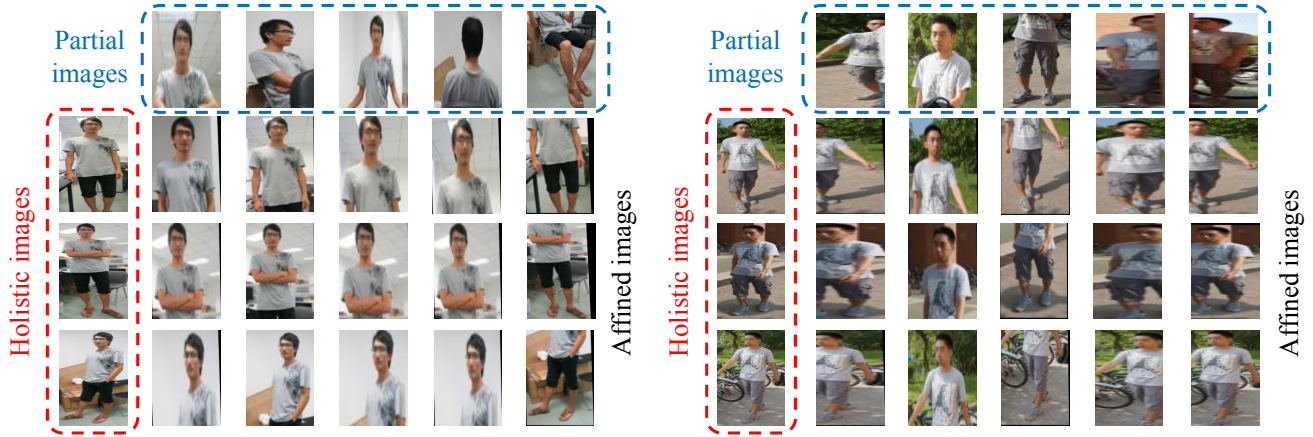 Partial
images
Holistic images
Affined images
Partial
images
Holistic images
Affined images